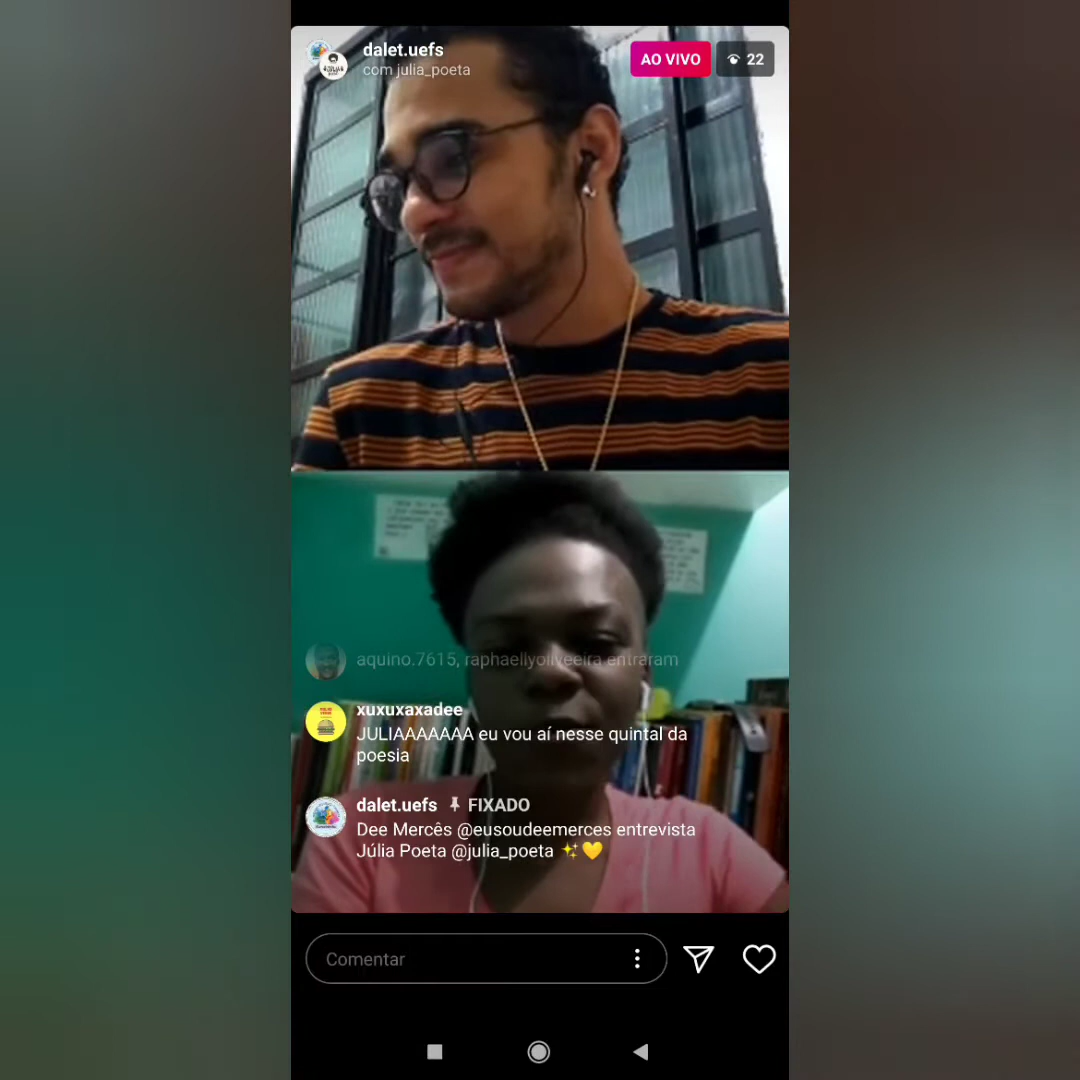 dalet.uefs
com julia_poeta
AO VIVO
22
aquino.7615, raphaellyoliveeira entraram
xuxuxaxadee
JULIAAAAAAA eu vou aí nesse quintal da
poesia
dalet.uefs FIXADO
Dee Mercês @eusoudeemerces entrevista
Júlia Poeta @julia_poeta ✨💛
Comentar